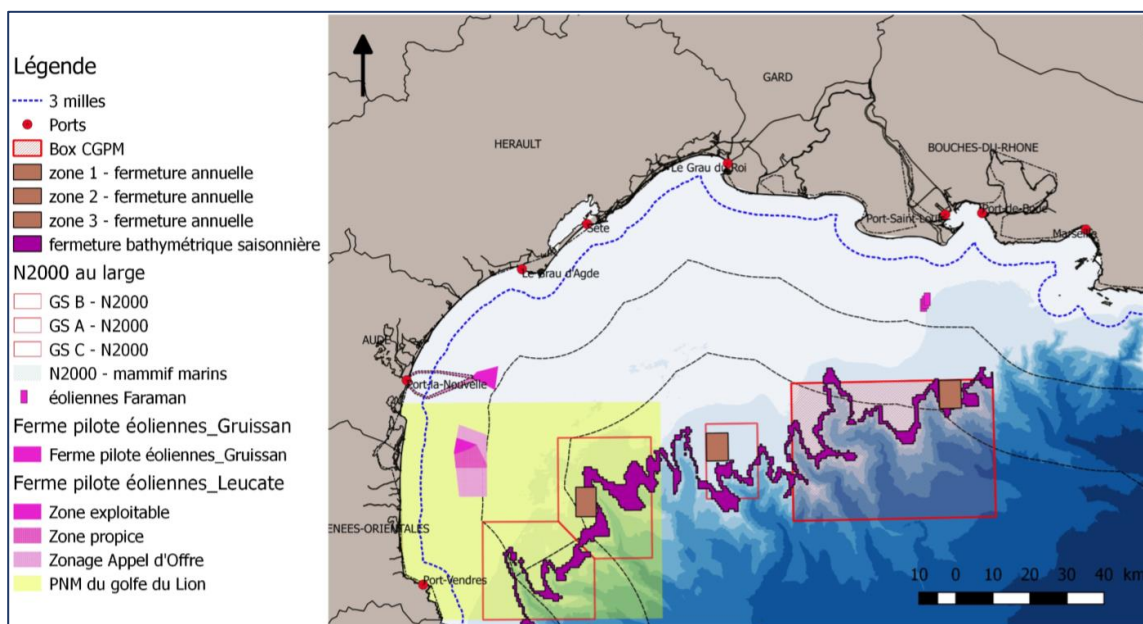 Légende
3 milles
Ports
Box CGPM
zone 1 - fermeture annuelle
zone 2 - fermeture annuelle
zone 3 - fermeture annuelle
fermeture bathymétrique saisonnière
N2000 au large
GS B - N2000
GS A - N2000
GS C - N2000
N2000 - mammif marins
éoliennes Faraman
Ferme pilote éoliennes_Gruissan
Ferme pilote éoliennes_Gruissan
Ferme pilote éoliennes_Leucate
Zone exploitable
Zone propice
Zonage Appel d'Offre
PNM du golfe du Lion
GARD
HERAULT
BOUCHES-DU-RHONE
Le Grau du Roi
Port-Saint-Louis
Port-de-Bouc
Sète
Marseille
Le Grau d'Agde
AUDE
Port-la-Nouvelle
ENEES-ORIENTALES
Port-Vendres
10 0 10 20 30 40 km